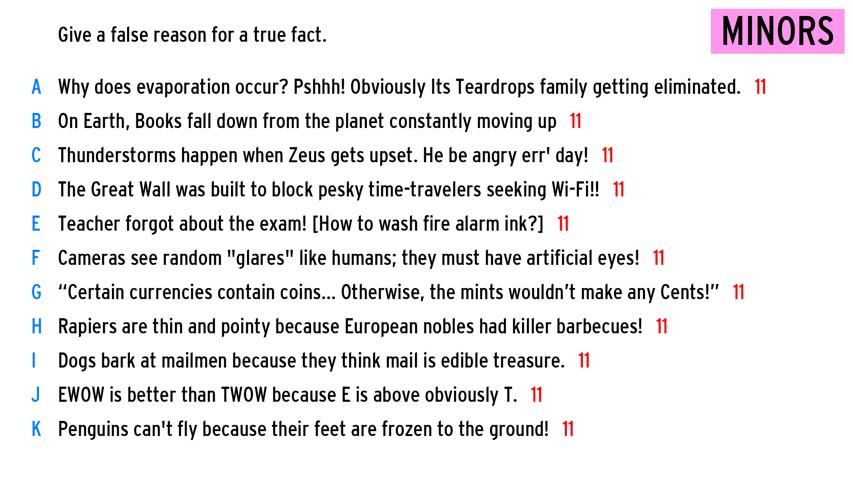 Give a false reason for a true fact.
MINORS
A Why does evaporation occur? Pshhh! Obviously Its Teardrops family getting eliminated. 11
B On Earth, Books fall down from the planet constantly moving up 11
C Thunderstorms happen when Zeus gets upset. He be angry err' day! 11
D The Great Wall was built to block pesky time-travelers seeking Wi-Fi!! 11
E Teacher forgot about the exam! [How to wash fire alarm ink?] 11
F Cameras see random "glares" like humans; they must have artificial eyes! 11
G “Certain currencies contain coins... Otherwise, the mints wouldn’t make any Cents!” 11
H Rapiers are thin and pointy because European nobles had killer barbecues! 11
I Dogs bark at mailmen because they think mail is edible treasure. 11
J EWOW is better than TWOW because E is above obviously T. 11
K Penguins can't fly because their feet are frozen to the ground! 11